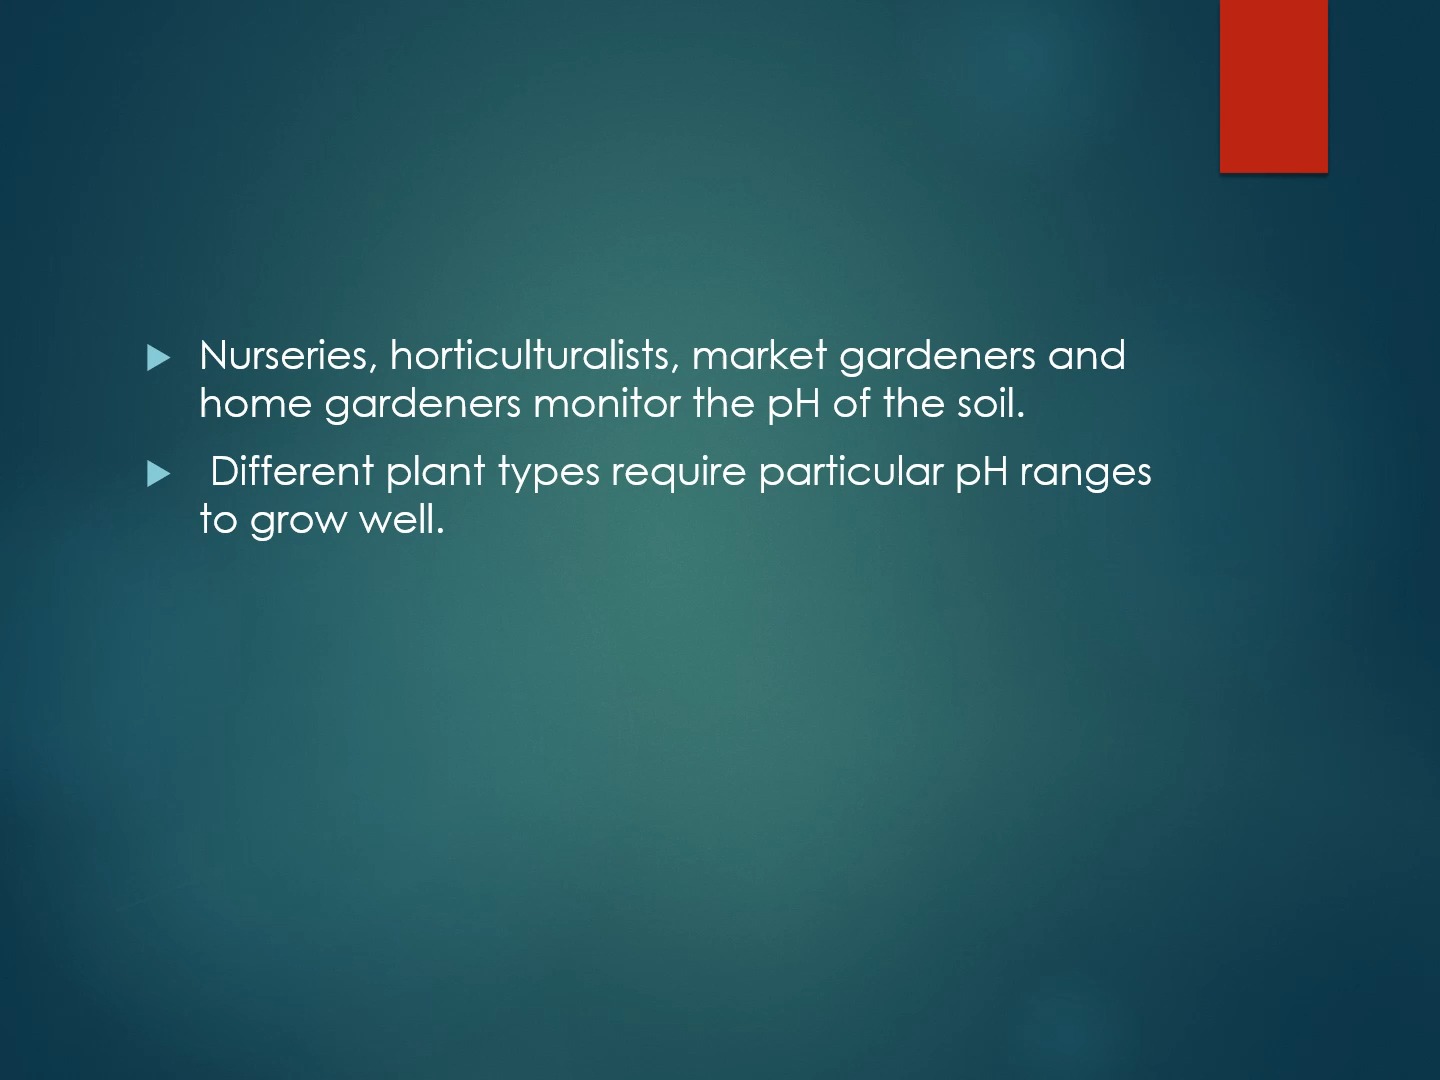 Nurseries, horticulturalists, market gardeners and
home gardeners monitor the pH of the soil.
Different plant types require particular pH ranges
to grow well.